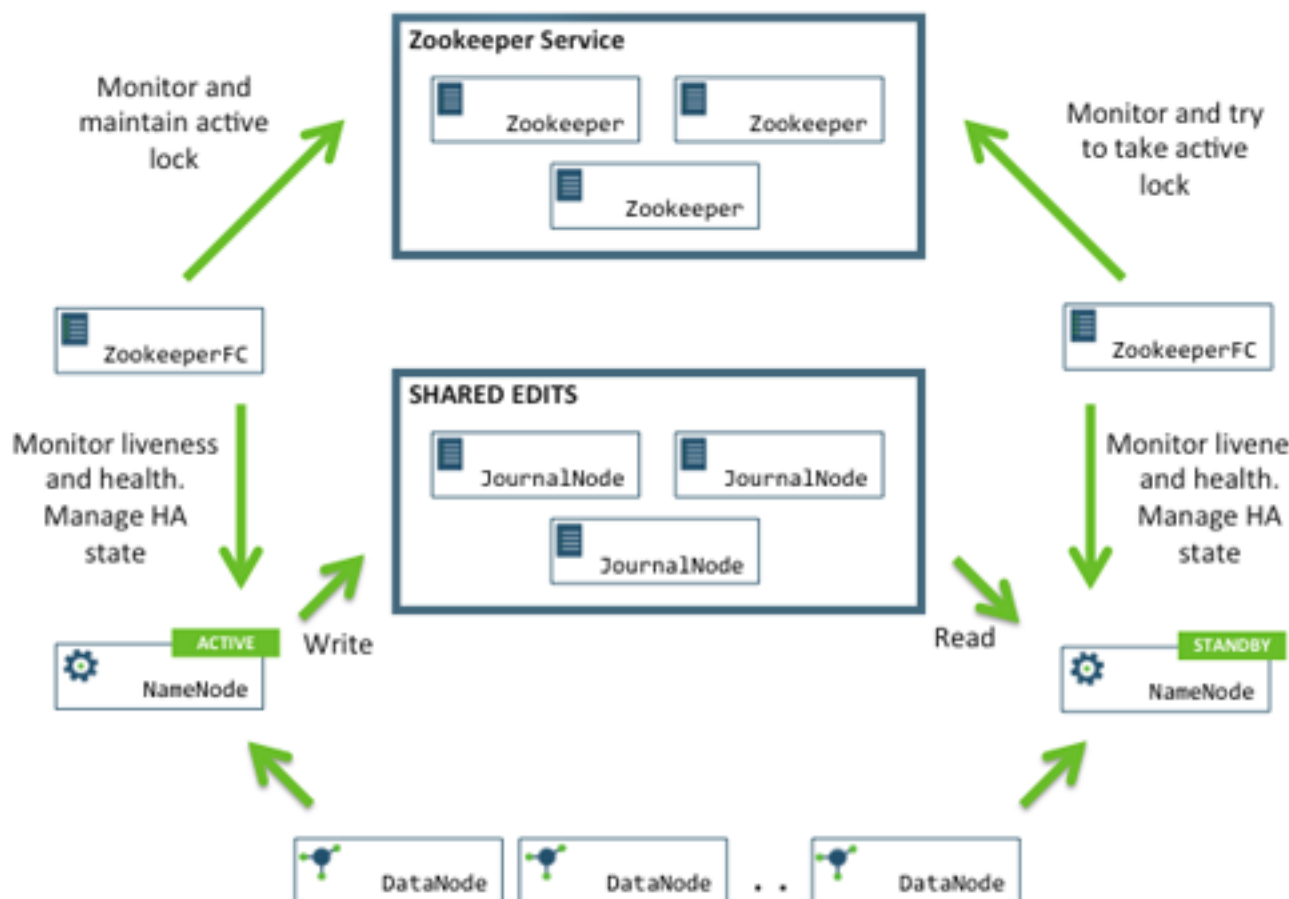 Zookeeper Service
Zookeeper
Zookeeper
Zookeeper
Monitor and
maintain active
lock
Monitor and try
to take active
lock
ZookeeperFC
ZookeeperFC
SHARED EDITS
JournalNode
JournalNode
JournalNode
Monitor liveness
and health.
Manage HA
state
Monitor livene
and health.
Manage HA
state
Write
Read
ACTIVE
NameNode
STANDBY
NameNode
DataNode
DataNode
. .
DataNode